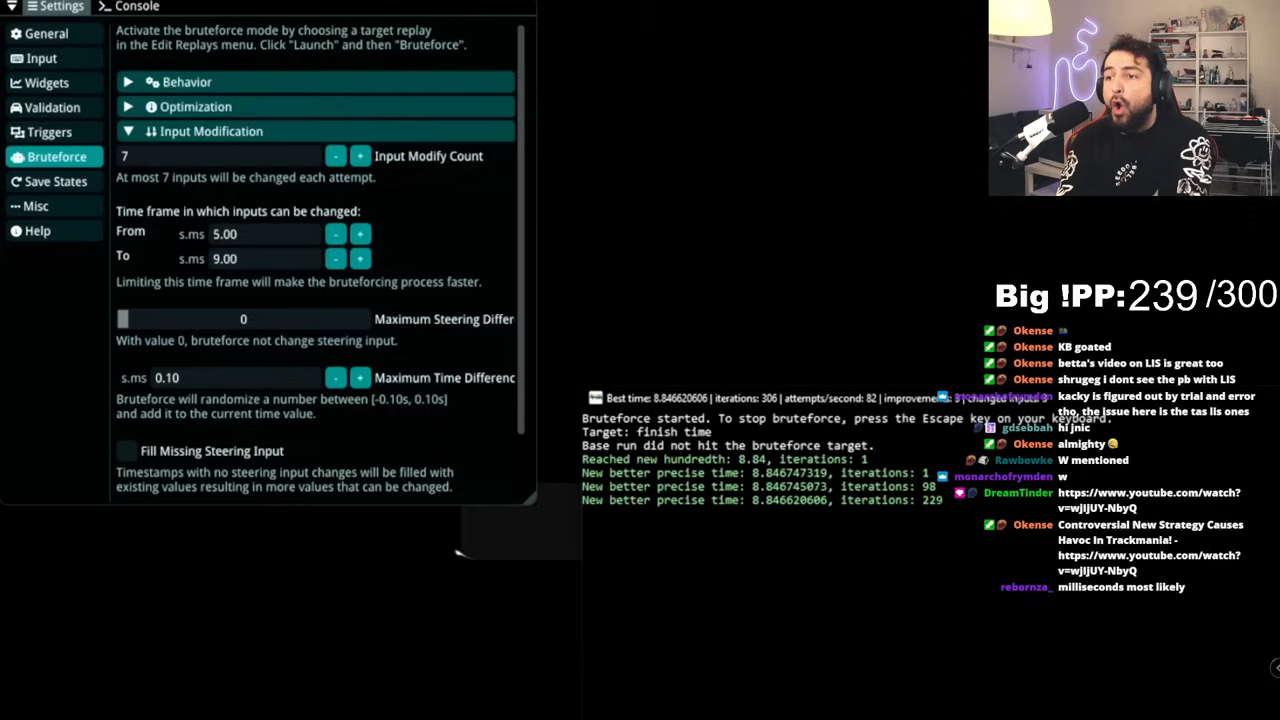 Settings
Console
General
Input
Widgets
Validation
Triggers
Bruteforce
Save States
Misc
Help
Activate the bruteforce mode by choosing a target replay
in the Edit Replays menu. Click "Launch" and then "Bruteforce".
Behavior
Optimization
Input Modification
7 - + Input Modify Count
At most 7 inputs will be changed each attempt.
Time frame in which inputs can be changed:
From s.ms 5.00 - +
To s.ms 9.00 - +
Limiting this time frame will make the bruteforcing process faster.
0 Maximum Steering Differ
With value 0, bruteforce not change steering input.
s.ms 0.10 - + Maximum Time Differenc
Bruteforce will randomize a number between [-0.10s, 0.10s]
and add it to the current time value.
Fill Missing Steering Input
Timestamps with no steering input changes will be filled with
existing values resulting in more values that can be changed.
Best time: 8.846620606 | iterations: 306 | attempts/second: 82 | improvements:
Bruteforce started. To stop bruteforce, press the Escape key on your keyboard.
Target: finish time
Base run did not hit the bruteforce target.
Reached new hundredth: 8.84, iterations: 1
New better precise time: 8.846747319, iterations: 1
New better precise time: 8.846745073, iterations: 98
New better precise time: 8.846620606, iterations: 229
Big !PP: 239 /300
Okense
Okense KB goated
Okense betta's video on LIS is great too
Okense shrugeg i dont see the pb with LIS
monarchofrymden kacky is figured out by trial and error
tho, the issue here is the tas lis ones
gdsebbah hi jnic
Okense almighty
Rawbowke W mentioned
monarchofrymden w
DreamTinder https://www.youtube.com/watch?
v=wJljUY-NbyQ
Okense Controversial New Strategy Causes
Havoc In Trackmania! -
https://www.youtube.com/watch?
v=wJljUY-NbyQ
rebornza_ milliseconds most likely